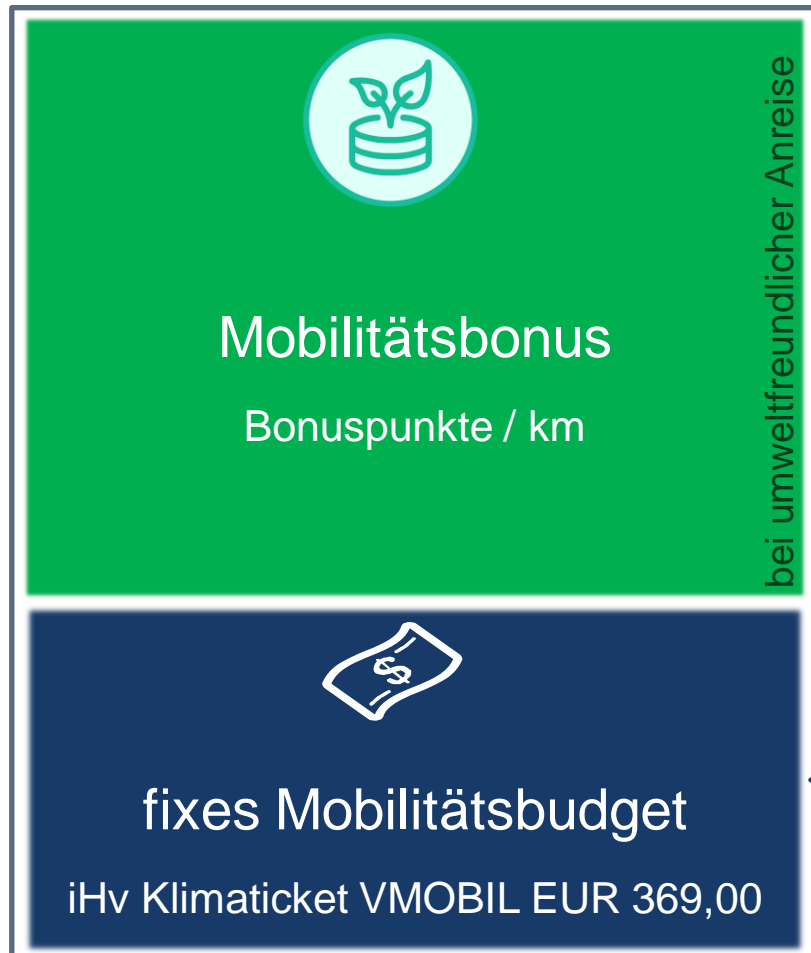 Mobilitätsbonus
Bonuspunkte / km
bei umweltfreundlicher Anreise
$
fixes Mobilitätsbudget
iHv Klimaticket VMOBIL EUR 369,00